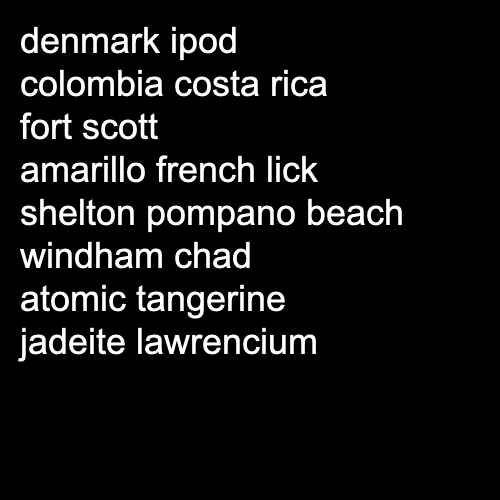 denmark ipod
colombia costa rica
fort scott
amarillo french lick
shelton pompano beach
windham chad
atomic tangerine
jadeite lawrencium